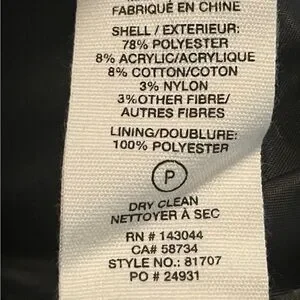 FABRIQUÉ EN CHINE
SHELL / EXTERIEUR:
78% POLYESTER
8% ACRYLIC/ACRYLIQUE
8% COTTON/COTON
3% NYLON
3%OTHER FIBRE/
AUTRES FIBRES
LINING/DOUBLURE:
100% POLYESTER
P
DRY CLEAN
NETTOYER À SEC
RN # 143044
CA# 58734
STYLE NO.: 81707
PO # 24931